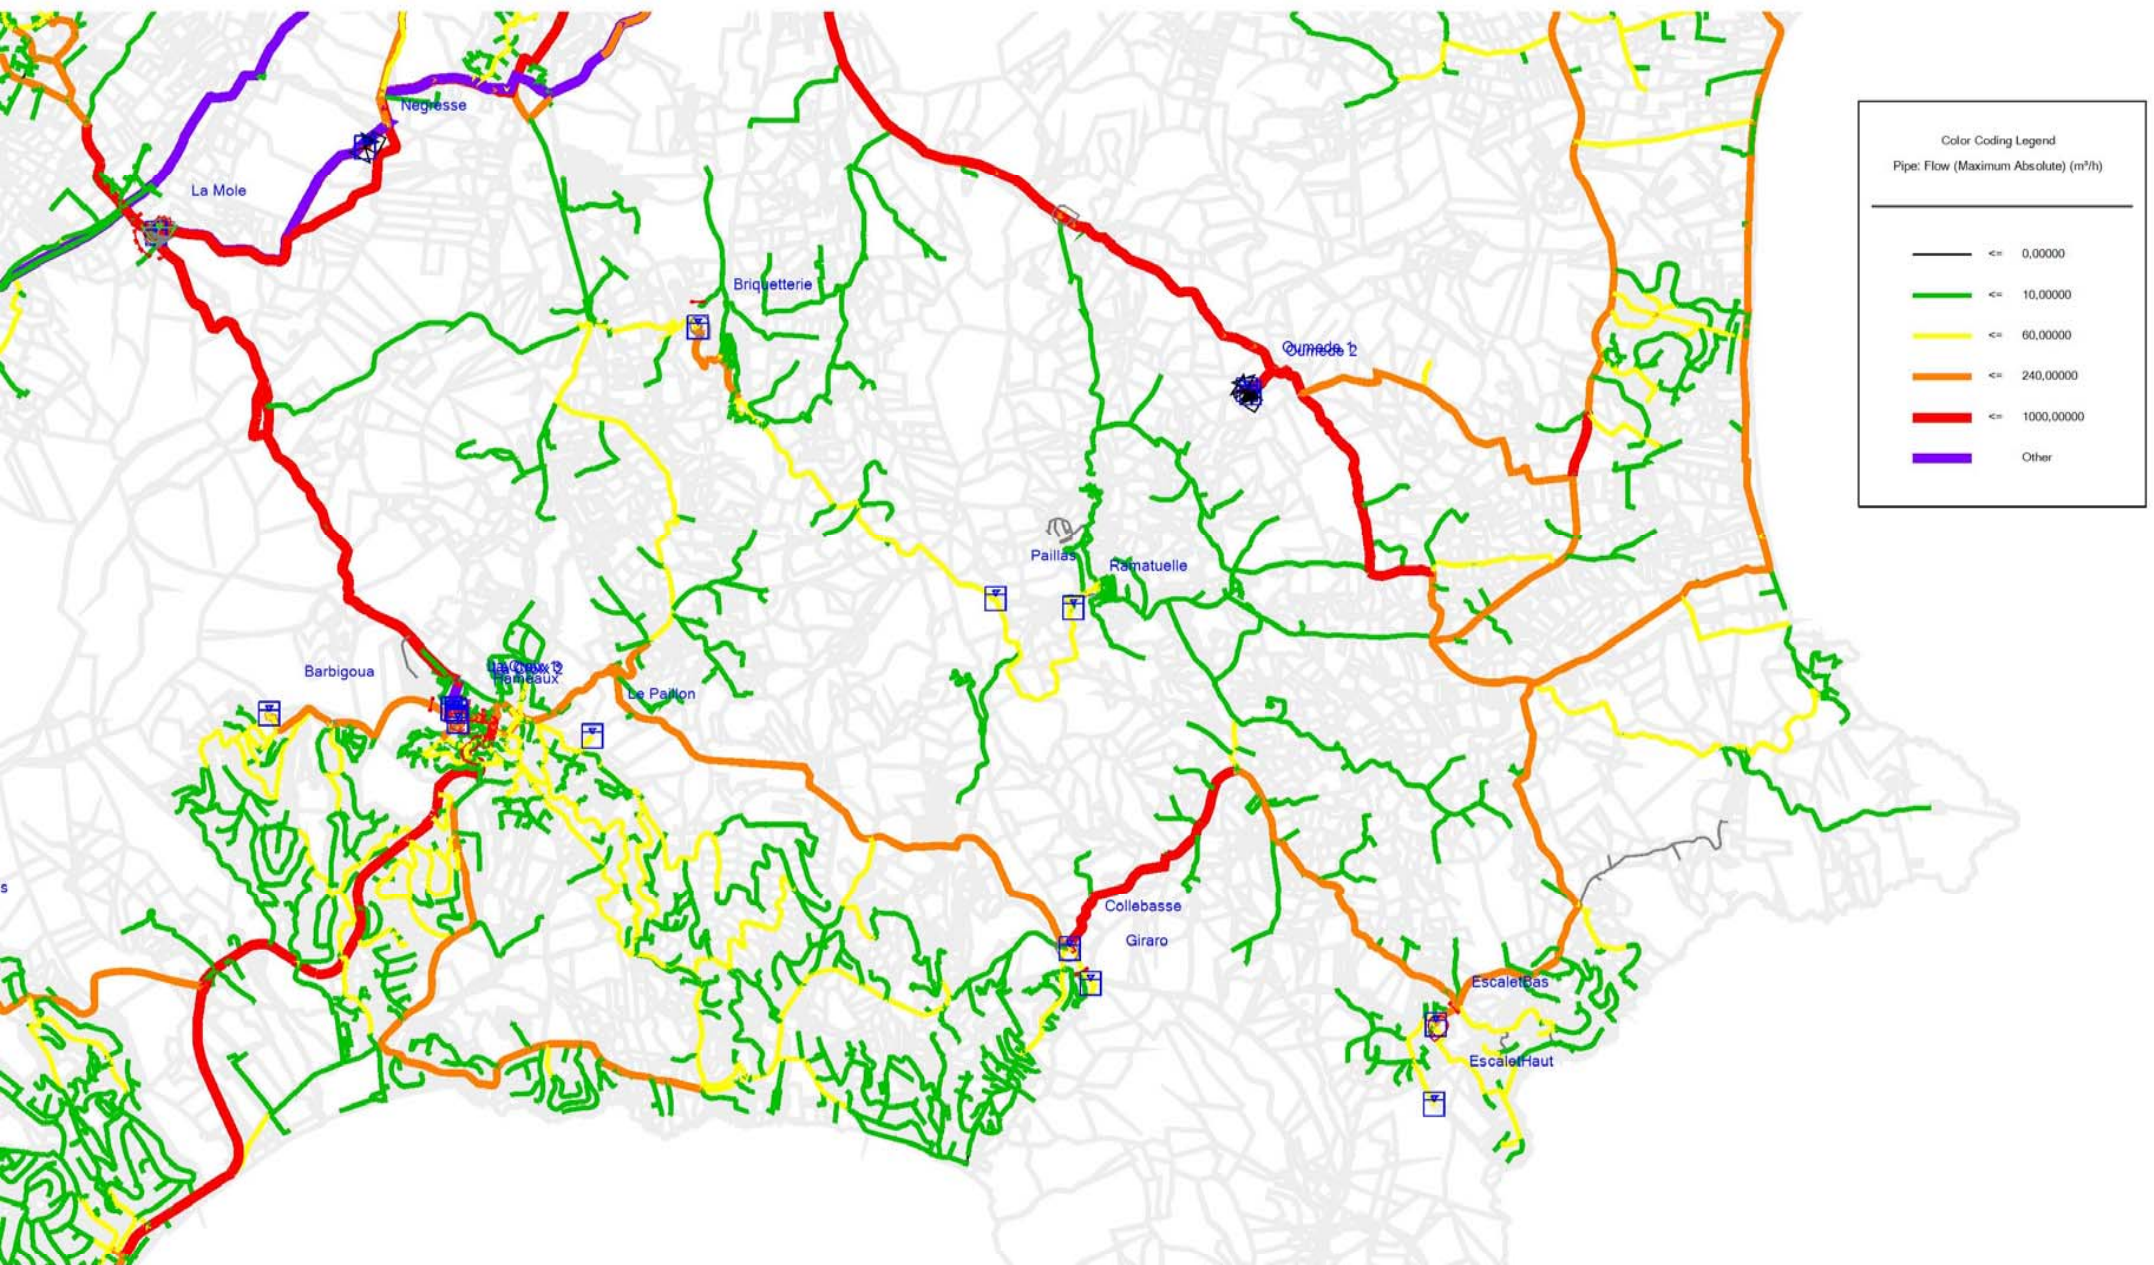 Negresse
La Mole
Briquetterie
Oumede 1
Oumede 2
Color Coding Legend
Pipe: Flow (Maximum Absolute) (m³/h)
<= 0,00000
<= 10,00000
<= 60,00000
<= 240,00000
<= 1000,00000
Other
Paillas
Ramatuelle
Barbigoua
Hameaux
Le Paillon
s
Collebasse
Giraro
EscaletBas
EscaletHaut